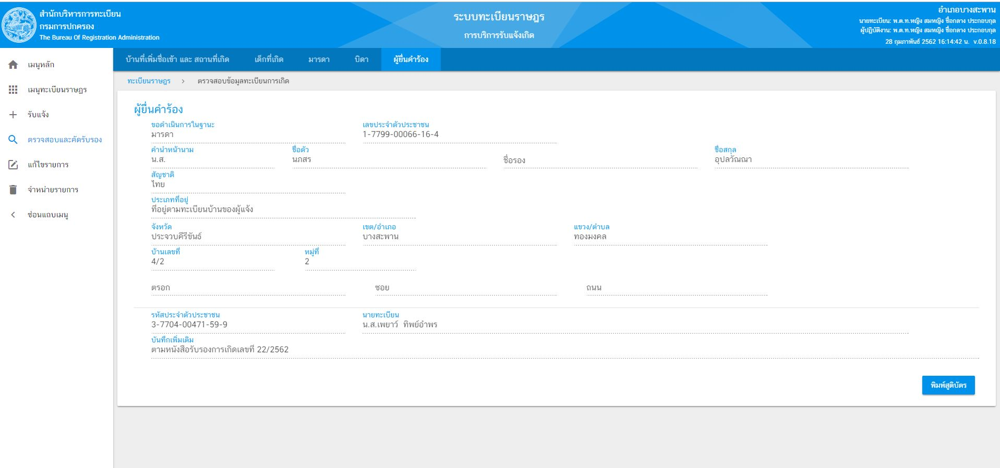 สำนักบริหารการทะเบียน
กรมการปกครอง
The Bureau Of Registration Administration
ระบบทะเบียนราษฎร
การบริการรับแจ้งเกิด
อำเภอบางสะพาน
นายทะเบียน: พ.ต.ท.หญิง สมหญิง ชื่อกลาง ประกอบกุล
ผู้ปฏิบัติงาน: พ.ต.ท.หญิง สมหญิง ชื่อกลาง ประกอบกุล
28 กุมภาพันธ์ 2562 16:14:42 น. v.0.8.18
บ้านที่เพิ่มชื่อเข้า และ สถานที่เกิด เด็กที่เกิด มารดา บิดา ผู้ยื่นคำร้อง
เมนูหลัก
เมนูทะเบียนราษฎร
รับแจ้ง
ตรวจสอบและคัดรับรอง
แก้ไขรายการ
จำหน่ายรายการ
ซ่อนแถบเมนู
ทะเบียนราษฎร > ตรวจสอบข้อมูลทะเบียนการเกิด
ผู้ยื่นคำร้อง
ขอดำเนินการในฐานะ เลขประจำตัวประชาชน
มารดา 1-7799-00066-16-4
คำนำหน้านาม ชื่อตัว ชื่อสกุล
น.ส. นภสร ชื่อรอง อุปลวัณณา
สัญชาติ
ไทย
ประเภทที่อยู่
ที่อยู่ตามทะเบียนบ้านของผู้แจ้ง
จังหวัด เขต/อำเภอ แขวง/ตำบล
ประจวบคีรีขันธ์ บางสะพาน ทองมงคล
บ้านเลขที่ หมู่ที่
4/2 2
ตรอก ซอย ถนน
รหัสประจำตัวประชาชน นายทะเบียน
3-7704-00471-59-9 น.ส.เพยาว์ ทิพย์อำพร
บันทึกเพิ่มเติม
ตามหนังสือรับรองการเกิดเลขที่ 22/2562
พิมพ์สูติบัตร